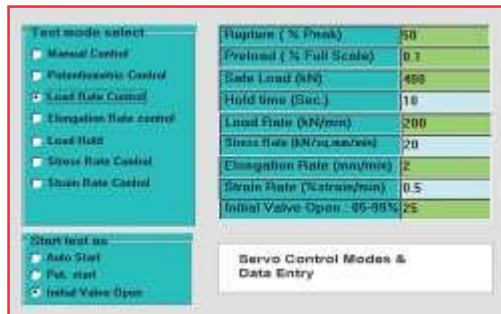 Test mode select
Manual Control
Potentiometric Control
Load Rate Control
Elongation Rate control
Load Hold
Stress Rate Control
Strain Rate Control
Start test as
Auto Start
Pot. start
Initial Valve Open
Rupture ( % Peak) 50
Preload ( % Full Scale) 0.1
Safe Load (kN) 400
Hold time (Sec.) 10
Load Rate (kN/min) 200
Stress Rate (kN/sq.mm/min) 20
Elongation Rate (mm/min) 2
Strain Rate (%strain/min) 0.5
Initial Valve Open : 05-99% 25
Servo Control Modes &
Data Entry